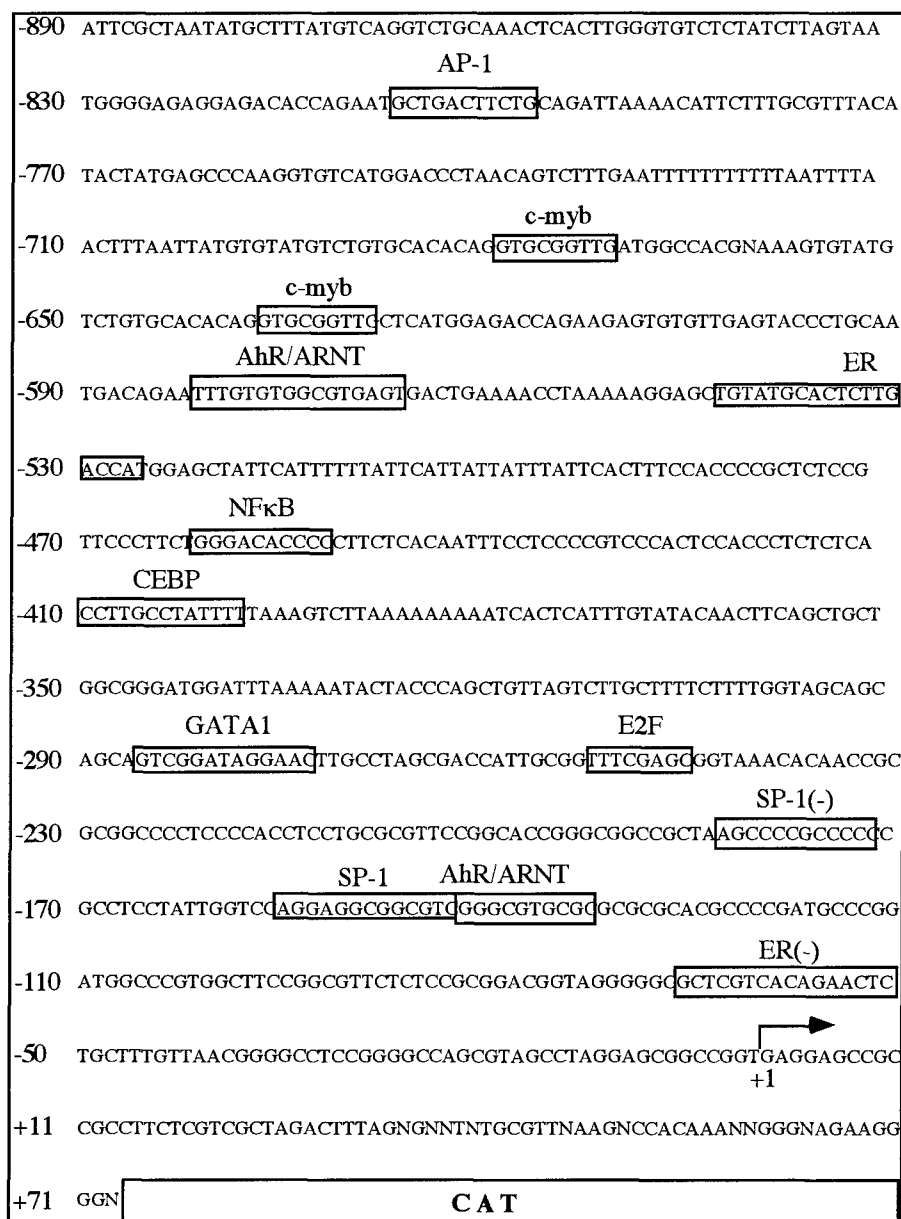 -890 ATTCGCTAATATGCTTTATGTCAGGTCTGCAAACTCACTTGGGTGTCTCTATCTTAGTAA
AP-1
-830 TGGGGAGAGGAGACACCAGAATGCTGACTTCTGCAGATTAAAACATTCTTTGCGTTTACA
-770 TACTATGAGCCCAAGGTGTCATGGACCCTAACAGTCTTTGAATTTTTTTTTTTAATTTTA
c-myb
-710 ACTTTAATTATGTGTATGTCTGTGCACACAGGTGCGGTTGATGGCCACGNAAAGTGTATG
c-myb
-650 TCTGTGCACACAGGTGCGGTTGCTCATGGAGACCAGAAGAGTGTGTTGAGTACCCTGCAA
AhR/ARNT ER
-590 TGACAGAATTTGTGTGGCGTGAGTGACTGAAAACCTAAAAAGGAGCTGTATGCACTCTTG
-530 ACCATGGAGCTATTCATTTTTTATTCATTATTATTTATTCACTTTCCACCCCGCTCTCCG
NFκB
-470 TTCCCTTCTGGGACACCCCCTTCTCACAATTTCCTCCCCGTCCCACTCCACCCTCTCTCA
CEBP
-410 CCTTGCCTATTTTTAAAGTCTTAAAAAAAAATCACTCATTTGTATACAACTTCAGCTGCT
-350 GGCGGGATGGATTTAAAAATACTACCCAGCTGTTAGTCTTGCTTTTCTTTTGGTAGCAGC
GATA1 E2F
-290 AGCAGTCGGATAGGAACTTGCCTAGCGACCATTGCGGTTTCGAGCGGTAAACACAACCGC
SP-1(-)
-230 GCGGCCCCTCCCCACCTCCTGCGCGTTCCGGCACCGGGCGGCCGCTAAGCCCCGCCCCCC
SP-1 AhR/ARNT
-170 GCCTCCTATTGGTCCAGGAGGCGGCGTCGGGCGTGCGCGCGCGCACGCCCCGATGCCCGG
ER(-)
-110 ATGGCCCGTGGCTTCCGGCGTTCTCTCCGCGGACGGTAGGGGGCGCTCGTCACAGAACTC
-50 TGCTTTGTTAACGGGGCCTCCGGGGCCAGCGTAGCCTAGGAGCGGCCGGTGAGGAGCCGC
+1
+11 CGCCTTCTCGTCGCTAGACTTTAGNGNNTNTGCGTTNAAGNCCACAAANNGGGNAGAAGG
+71 GGN CAT